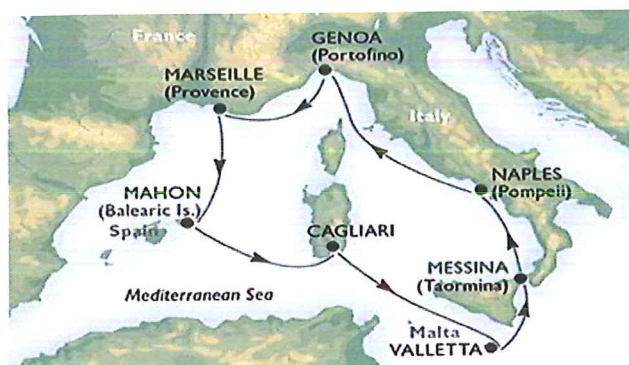 France
GENOA
(Portofino)
MARSEILLE
(Provence)
Italy
NAPLES
(Pompeii)
MAHON
(Balearic Is.)
Spain
CAGLIARI
MESSINA
(Taormina)
Mediterranean Sea
Malta
VALLETTA